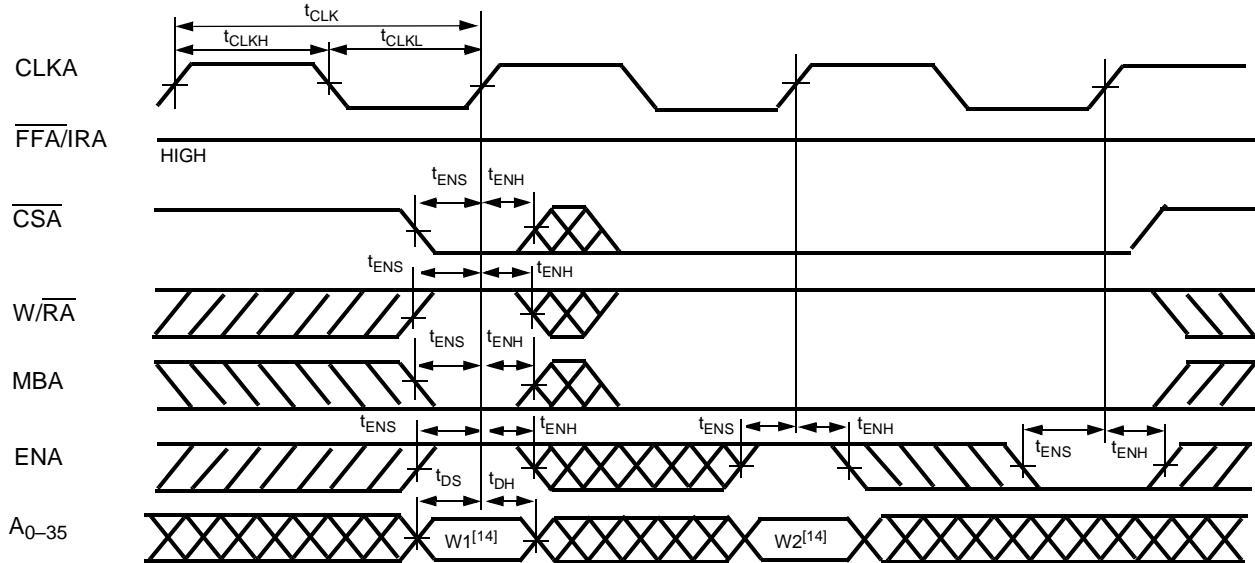 tCLK
tCLKH tCLKL
CLKA
FFA/IRA
HIGH
tENS tENH
CSA
tENS tENH
W/RA
tENS tENH
MBA
tENS tENH tENS tENH tENS tENH
ENA
tDS tDH
A0–35 W1[14] W2[14]